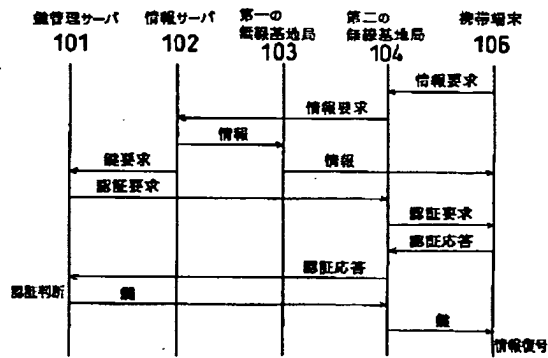 鍵管理サーバ
101
情報サーバ
102
第一の
無線基地局
103
第二の
無線基地局
104
携帯端末
106
情報要求
情報要求
情報
鍵要求
情報
認証要求
認証要求
認証応答
認証応答
認証判断
鍵
鍵
情報復号